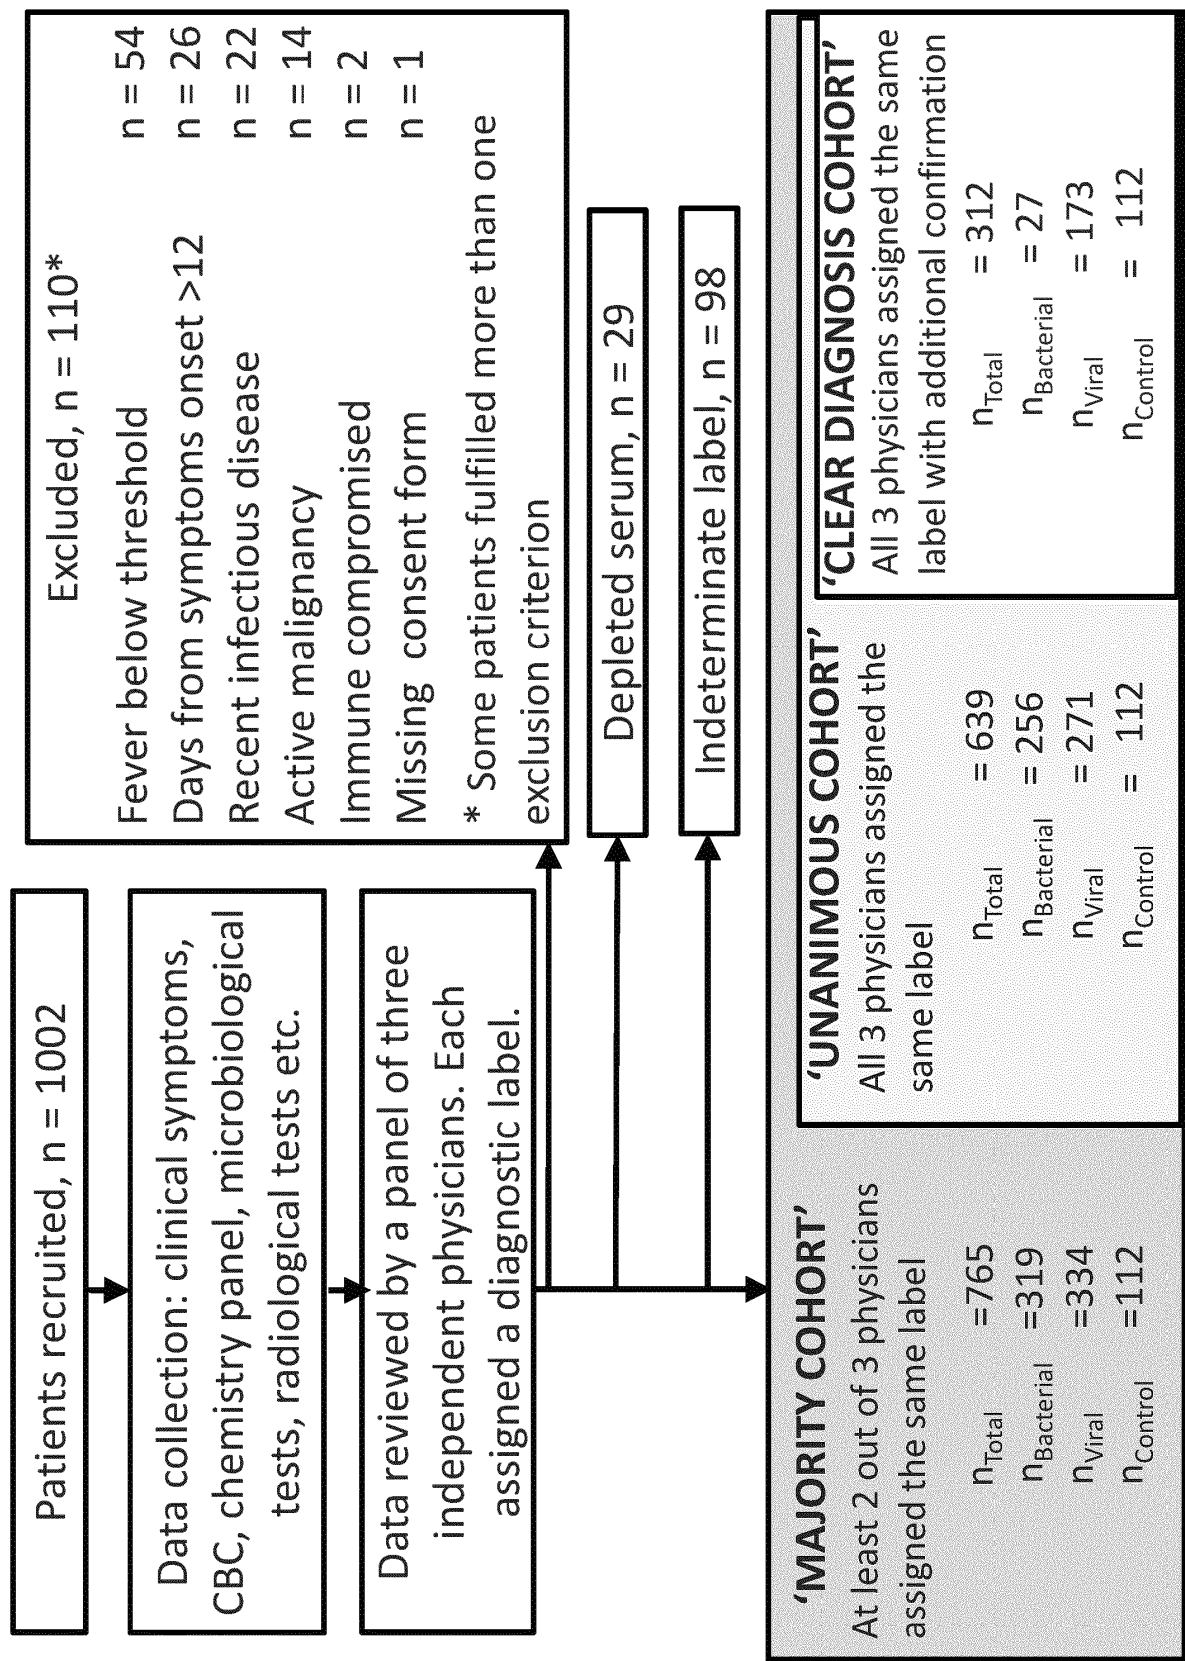 Patients recruited, n = 1002
Data collection: clinical symptoms,
CBC, chemistry panel, microbiological
tests, radiological tests etc.
Data reviewed by a panel of three
independent physicians. Each
assigned a diagnostic label.
Excluded, n = 110*
Fever below threshold n = 54
Days from symptoms onset >12 n = 26
Recent infectious disease n = 22
Active malignancy n = 14
Immune compromised n = 2
Missing consent form n = 1
* Some patients fulfilled more than one
exclusion criterion
Depleted serum, n = 29
Indeterminate label, n = 98
‘MAJORITY COHORT’
At least 2 out of 3 physicians
assigned the same label
nTotal =765
nBacterial =319
nViral =334
nControl =112
‘UNANIMOUS COHORT’
All 3 physicians assigned the
same label
nTotal = 639
nBacterial = 256
nViral = 271
nControl = 112
‘CLEAR DIAGNOSIS COHORT’
All 3 physicians assigned the same
label with additional confirmation
nTotal = 312
nBacterial = 27
nViral = 173
nControl = 112